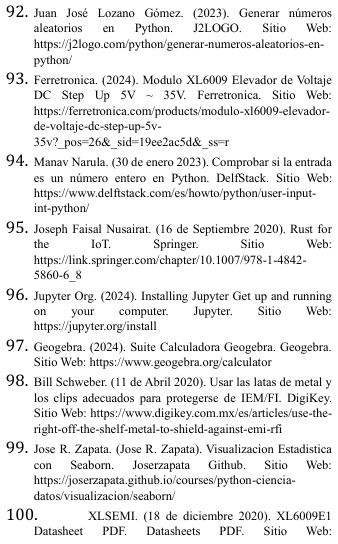 92. Juan José Lozano Gómez. (2023). Generar números
aleatorios en Python. J2LOGO. Sitio Web:
https://j2logo.com/python/generar-numeros-aleatorios-en-
python/
93. Ferretronica. (2024). Modulo XL6009 Elevador de Voltaje
DC Step Up 5V ~ 35V. Ferretronica. Sitio Web:
https://ferretronica.com/products/modulo-xl6009-elevador-
de-voltaje-dc-step-up-5v-
35v?_pos=26&_sid=19ee2ac5d&_ss=r
94. Manav Narula. (30 de enero 2023). Comprobar si la entrada
es un número entero en Python. DelfStack. Sitio Web:
https://www.delftstack.com/es/howto/python/user-input-
int-python/
95. Joseph Faisal Nusairat. (16 de Septiembre 2020). Rust for
the IoT. Springer. Sitio Web:
https://link.springer.com/chapter/10.1007/978-1-4842-
5860-6_8
96. Jupyter Org. (2024). Installing Jupyter Get up and running
on your computer. Jupyter. Sitio Web:
https://jupyter.org/install
97. Geogebra. (2024). Suite Calculadora Geogebra. Geogebra.
Sitio Web: https://www.geogebra.org/calculator
98. Bill Schweber. (11 de Abril 2020). Usar las latas de metal y
los clips adecuados para protegerse de IEM/FI. DigiKey.
Sitio Web: https://www.digikey.com.mx/es/articles/use-the-
right-off-the-shelf-metal-to-shield-against-emi-rfi
99. Jose R. Zapata. (Jose R. Zapata). Visualizacion Estadistica
con Seaborn. Joserzapata Github. Sitio Web:
https://joserzapata.github.io/courses/python-ciencia-
datos/visualizacion/seaborn/
100. XLSEMI. (18 de diciembre 2020). XL6009E1
Datasheet PDF. Datasheets PDF. Sitio Web: